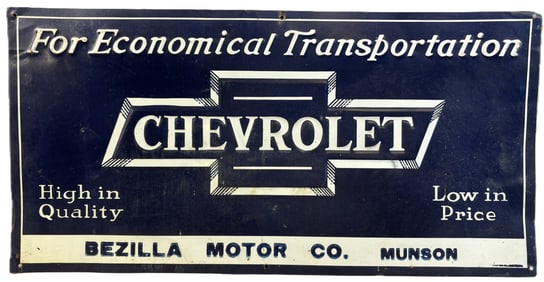 For Economical Transportation
CHEVROLET
High in
Quality
Low in
Price
BEZILLA MOTOR CO. MUNSON